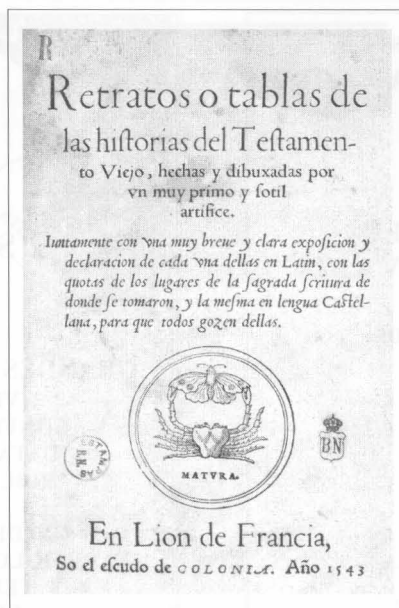 R
Retratos o tablas de
las hiſtorias del Teſtamen-
to Viejo, hechas y dibuxadas por
vn muy primo y ſotil
artifice.
Iuntamente con vna muy breue y clara expoſicion y
declaracion de cada vna dellas en Latin, con las
quotas de los lugares de la ſagrada ſcritura de
donde ſe tomaron, y la meſma en lengua Caſtel-
lana, para que todos gozen dellas.
MATVRA.
BN
En Lion de Francia,
So el eſcudo de COLONIA. Año 1543